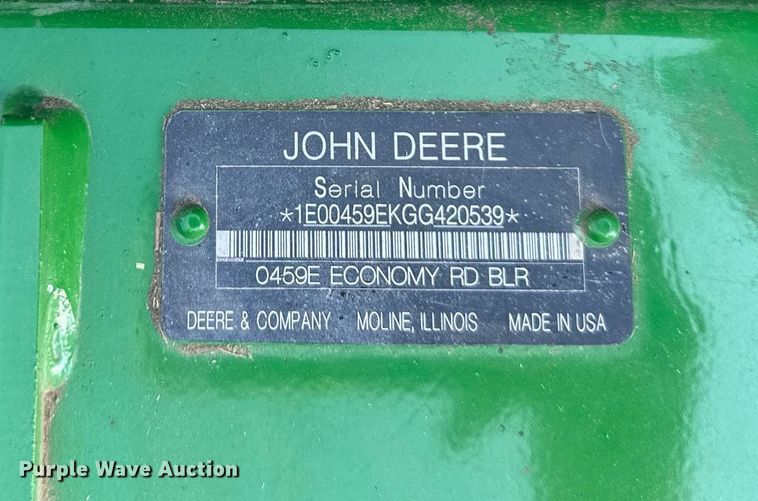 JOHN DEERE
Serial Number
*1E00459EKGG420539*
0459E ECONOMY RD BLR
DEERE & COMPANY MOLINE, ILLINOIS MADE IN USA
Purple Wave Auction